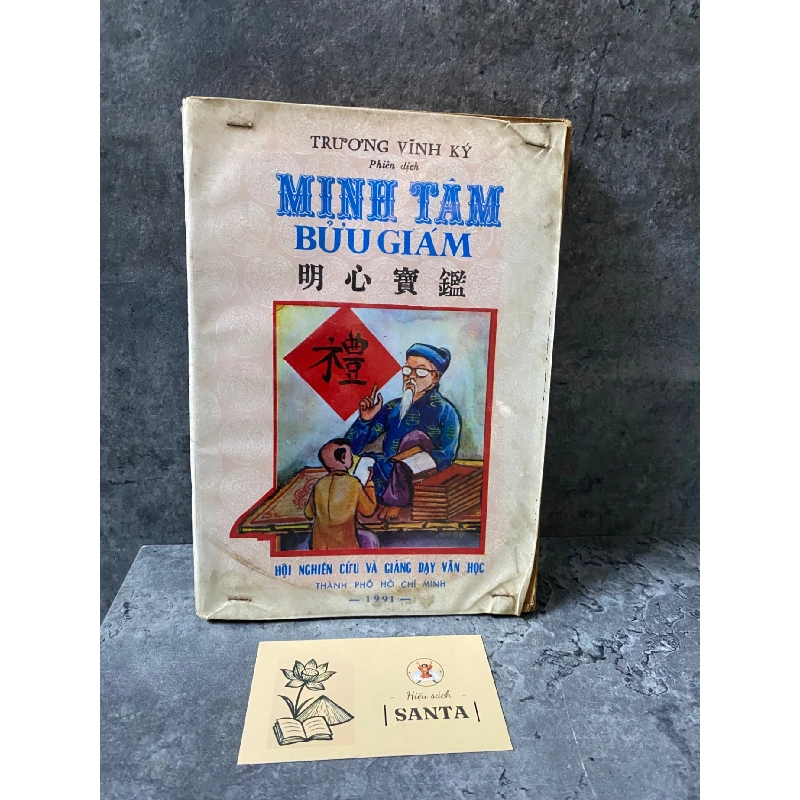 TRƯƠNG VĨNH KÝ
Phiên dịch
MINH TÂM
BỬU GIÁM
明心寶鑑
禮
HỘI NGHIÊN CỨU VÀ GIẢNG DẠY VĂN HỌC
THÀNH PHỐ HỒ CHÍ MINH
— 1991 —
- Hiệu sách -
| SANTA |